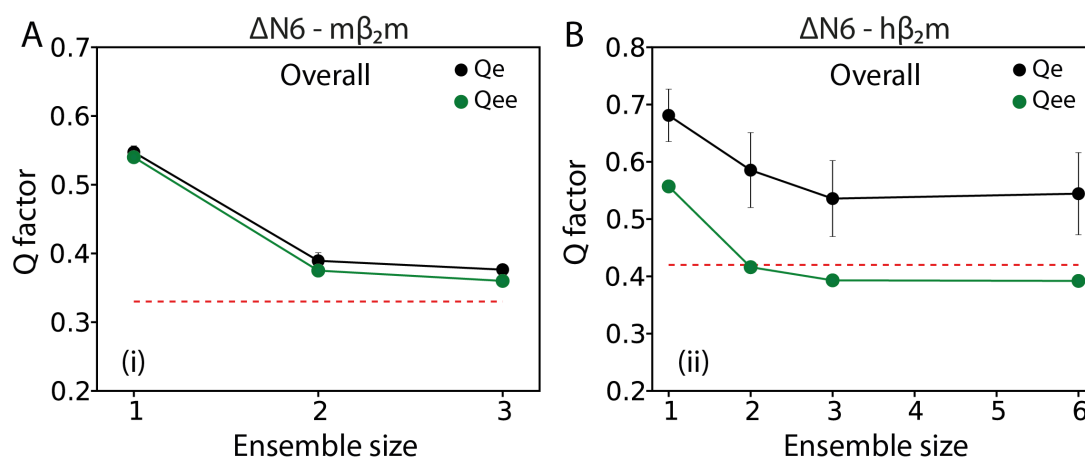 A
ΔN6 - mβ₂m
0.7
0.6
0.5
0.4
0.3
0.2
Q factor
Overall
Qe
Qee
(i)
1 2 3
Ensemble size
B
ΔN6 - hβ₂m
0.8
0.7
0.6
0.5
0.4
0.3
0.2
Q factor
Overall
Qe
Qee
(ii)
1 2 3 4 5 6
Ensemble size